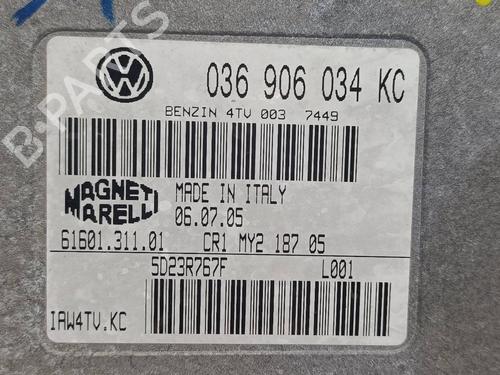 036 906 034 KC
BENZIN 4TV 003 7449
MAGNETI
MARELLI
MADE IN ITALY
06.07.05
61601.311.01 CR1 MY2 187 05
5D23R767F L001
IAW4TV.KC
B-PARTS